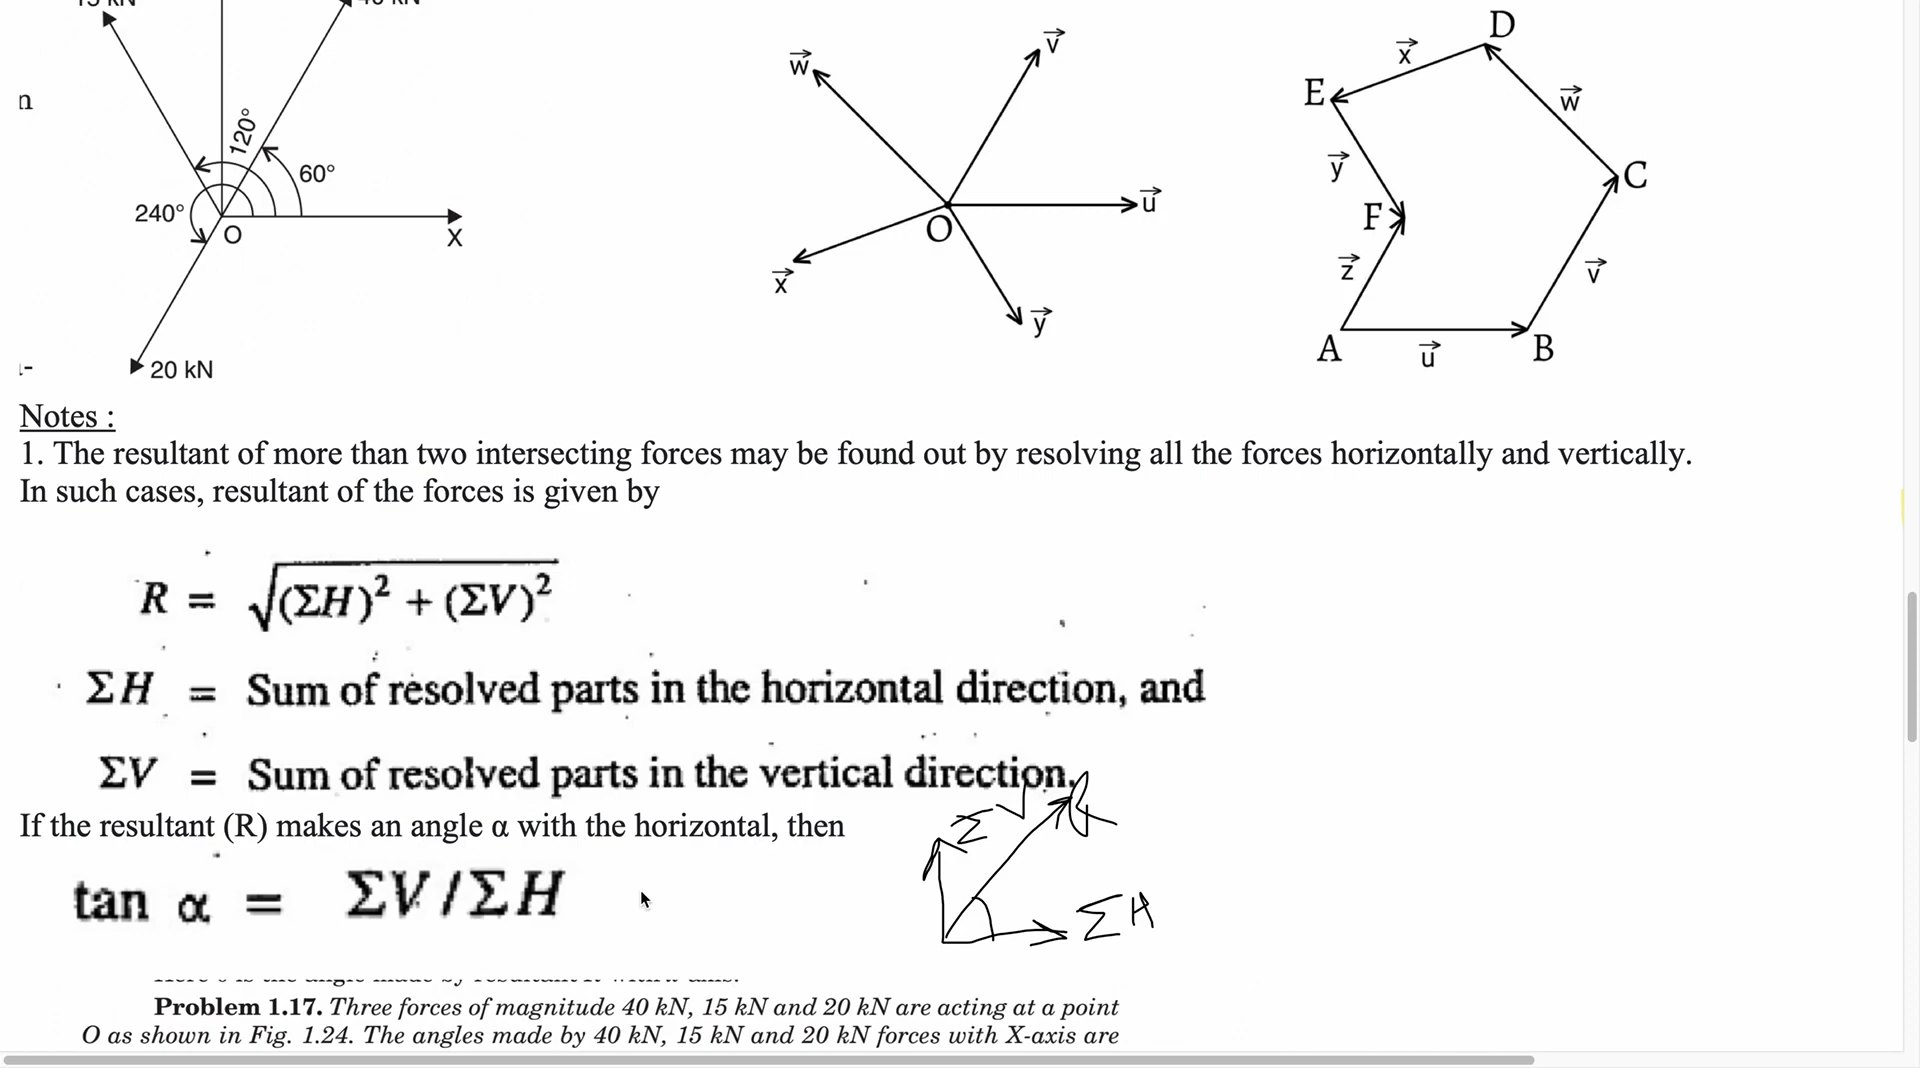 n
120°
60°
240°
O
X
20 kN
w
v
u
O
x
y
D
x
E
w
y
C
F
z
v
A
u
B
Notes :
1. The resultant of more than two intersecting forces may be found out by resolving all the forces horizontally and vertically.
In such cases, resultant of the forces is given by
R = √(ΣH)² + (ΣV)²
ΣH = Sum of resolved parts in the horizontal direction, and
ΣV = Sum of resolved parts in the vertical direction.
If the resultant (R) makes an angle α with the horizontal, then
ΣV R
tan α = ΣV/ΣH
ΣH
Problem 1.17. Three forces of magnitude 40 kN, 15 kN and 20 kN are acting at a point
O as shown in Fig. 1.24. The angles made by 40 kN, 15 kN and 20 kN forces with X-axis are